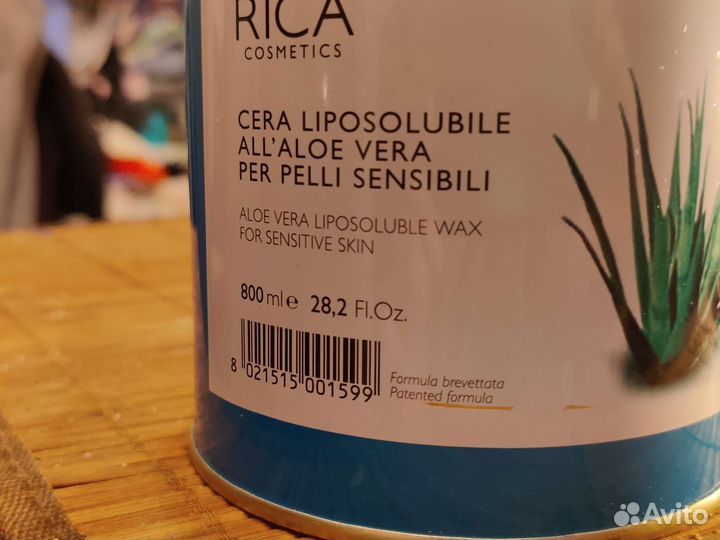 RICA
COSMETICS
CERA LIPOSOLUBILE
ALL'ALOE VERA
PER PELLI SENSIBILI
ALOE VERA LIPOSOLUBLE WAX
FOR SENSITIVE SKIN
800 ml e 28,2 Fl.Oz.
8 021515 001599
Formula brevettata
Patented formula
Avito